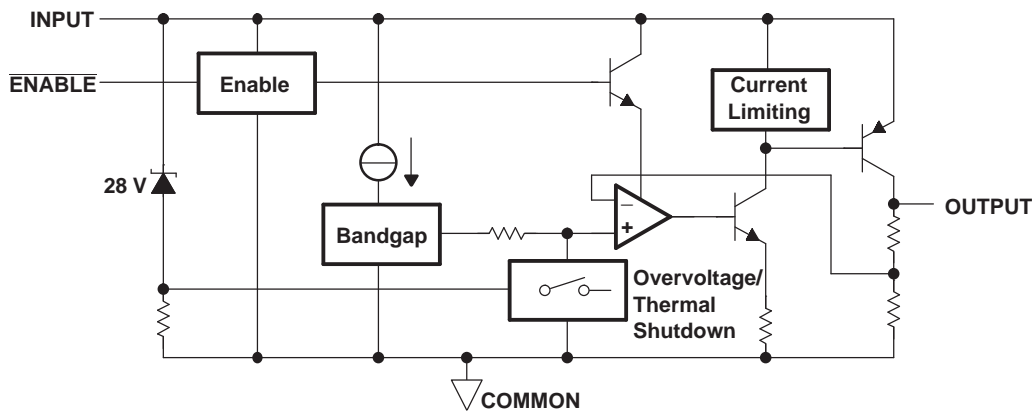 INPUT
ENABLE
Enable
Current
Limiting
28 V
Bandgap
−
+
OUTPUT
Overvoltage/
Thermal
Shutdown
COMMON